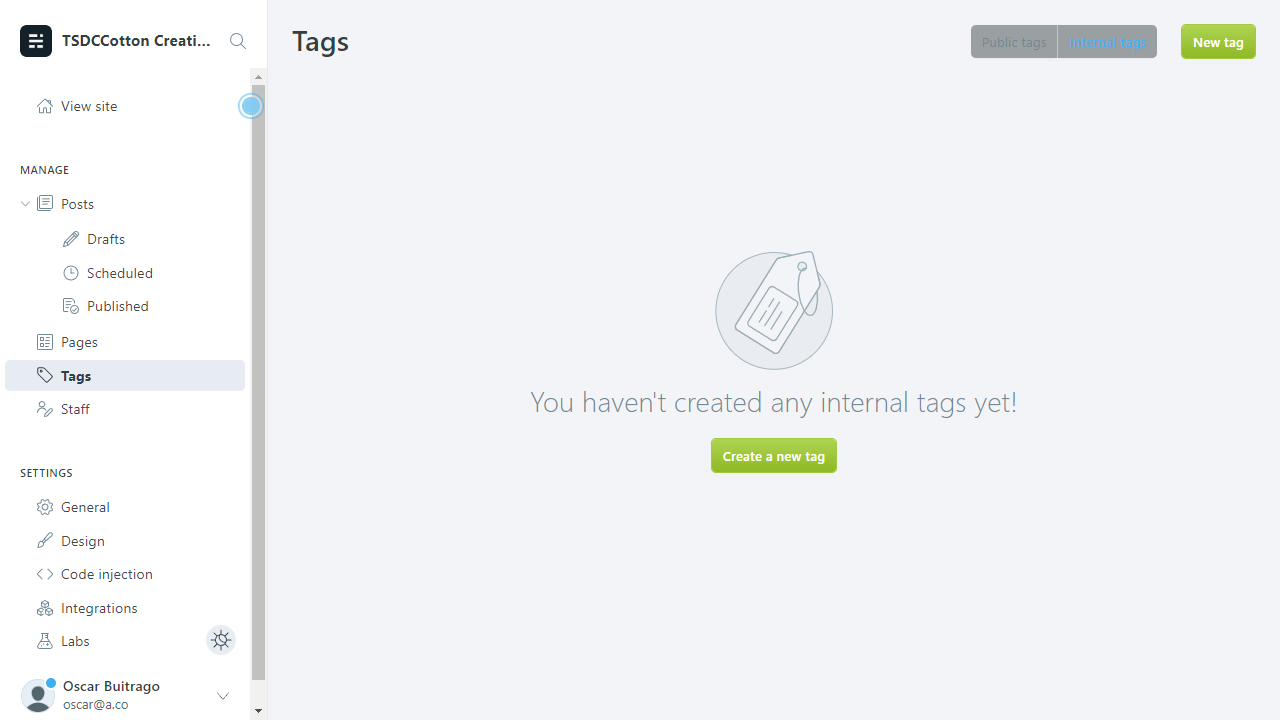 TSDCCotton Creati...
View site
MANAGE
Posts
Drafts
Scheduled
Published
Pages
Tags
Staff
SETTINGS
General
Design
Code injection
Integrations
Labs
Oscar Buitrago
oscar@a.co
Tags
Public tags
Internal tags
New tag
You haven't created any internal tags yet!
Create a new tag